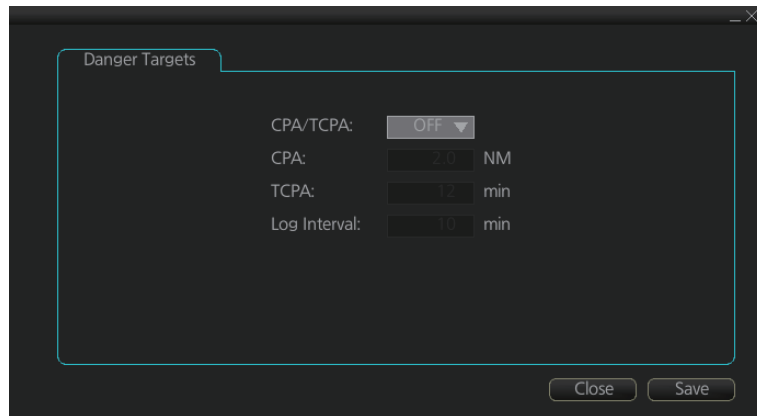 Danger Targets
CPA/TCPA: OFF
CPA: 2.0 NM
TCPA: 12 min
Log Interval: 10 min
Close Save